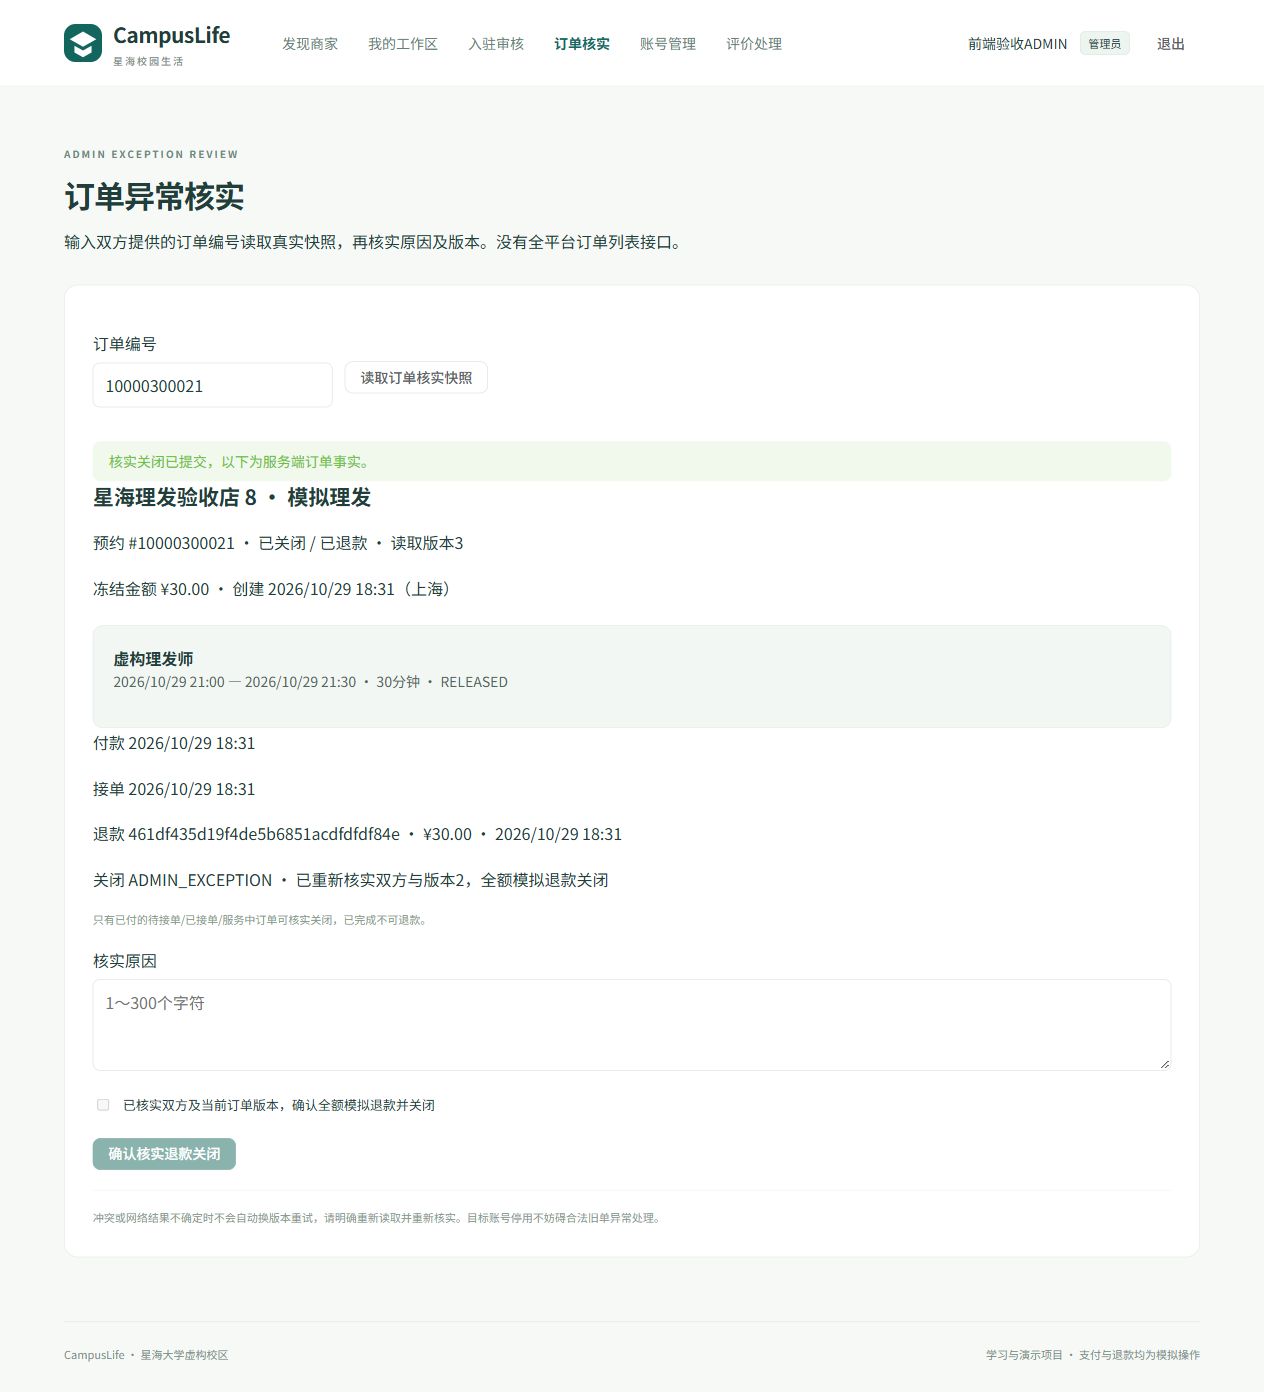 CampusLife
星海校园生活
发现商家 我的工作区 入驻审核 订单核实 账号管理 评价处理
前端验收ADMIN 管理员 退出
ADMIN EXCEPTION REVIEW
订单异常核实
输入双方提供的订单编号读取真实快照，再核实原因及版本。没有全平台订单列表接口。
订单编号
10000300021 读取订单核实快照
核实关闭已提交，以下为服务端订单事实。
星海理发验收店 8 · 模拟理发
预约 #10000300021 · 已关闭 / 已退款 · 读取版本3
冻结金额 ¥30.00 · 创建 2026/10/29 18:31（上海）
虚构理发师
2026/10/29 21:00 — 2026/10/29 21:30 · 30分钟 · RELEASED
付款 2026/10/29 18:31
接单 2026/10/29 18:31
退款 461df435d19f4de5b6851acdfdfdf84e · ¥30.00 · 2026/10/29 18:31
关闭 ADMIN_EXCEPTION · 已重新核实双方与版本2，全额模拟退款关闭
只有已付的待接单/已接单/服务中订单可核实关闭，已完成不可退款。
核实原因
1～300个字符
已核实双方及当前订单版本，确认全额模拟退款并关闭
确认核实退款关闭
冲突或网络结果不确定时不会自动换版本重试，请明确重新读取并重新核实。目标账号停用不妨碍合法旧单异常处理。
CampusLife · 星海大学虚构校区
学习与演示项目 · 支付与退款均为模拟操作